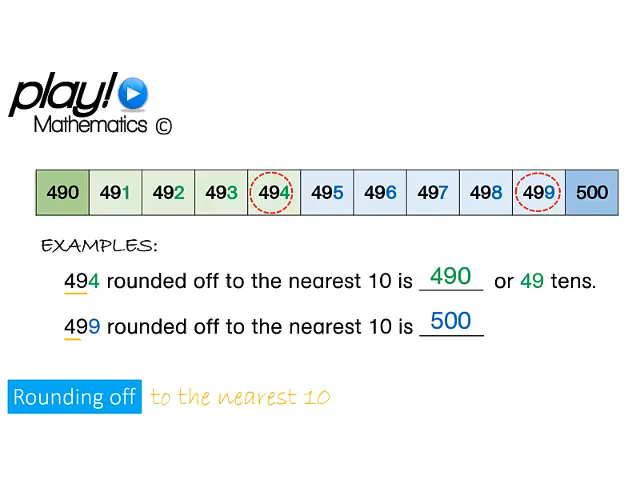 play!
Mathematics ©
490 491 492 493 494 495 496 497 498 499 500
EXAMPLES:
494 rounded off to the nearest 10 is 490 or 49 tens.
499 rounded off to the nearest 10 is 500
Rounding off to the nearest 10